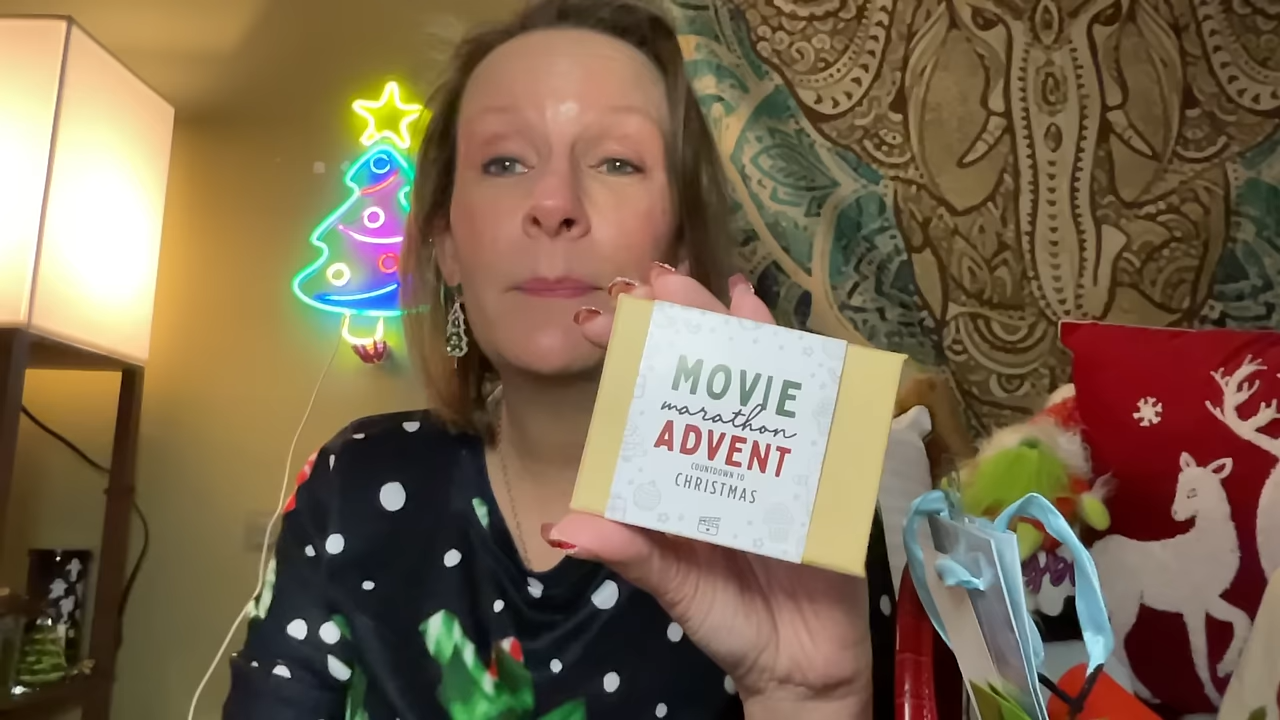 MOVIE
marathon
ADVENT
COUNTDOWN TO
CHRISTMAS